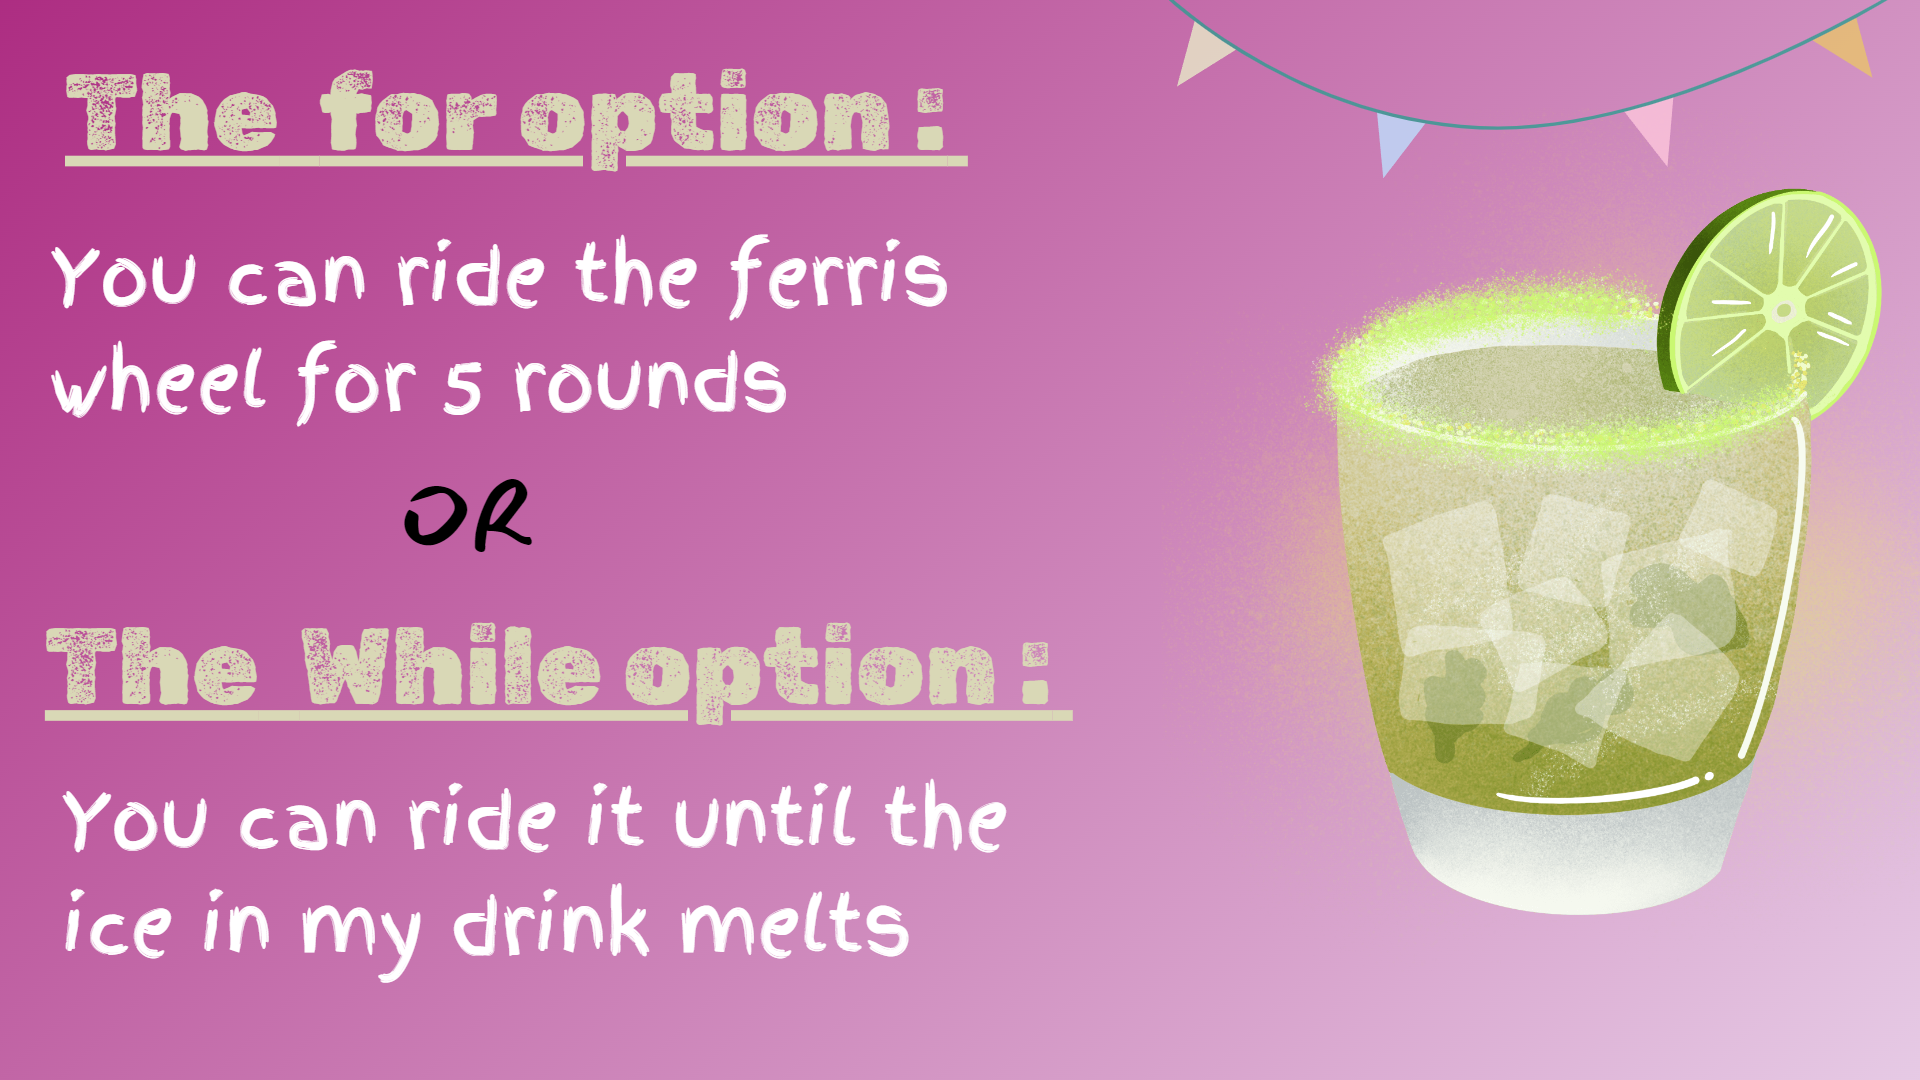 The for option :
You can ride the ferris
wheel for 5 rounds
OR
The While option :
You can ride it until the
ice in my drink melts